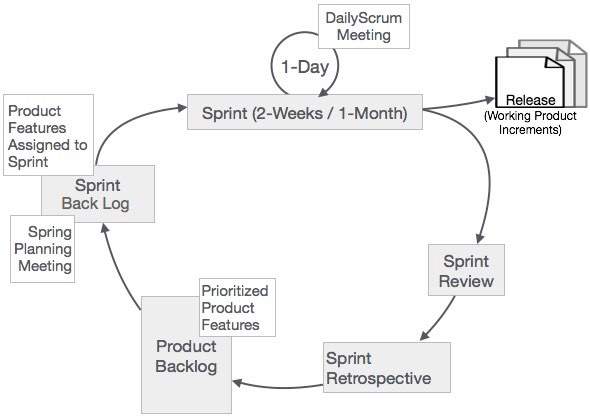 DailyScrum
Meeting
1-Day
Sprint (2-Weeks / 1-Month)
Release
(Working Product
Increments)
Product
Features
Assigned to
Sprint
Sprint
Back Log
Spring
Planning
Meeting
Sprint
Review
Prioritized
Product
Features
Product
Backlog
Sprint
Retrospective